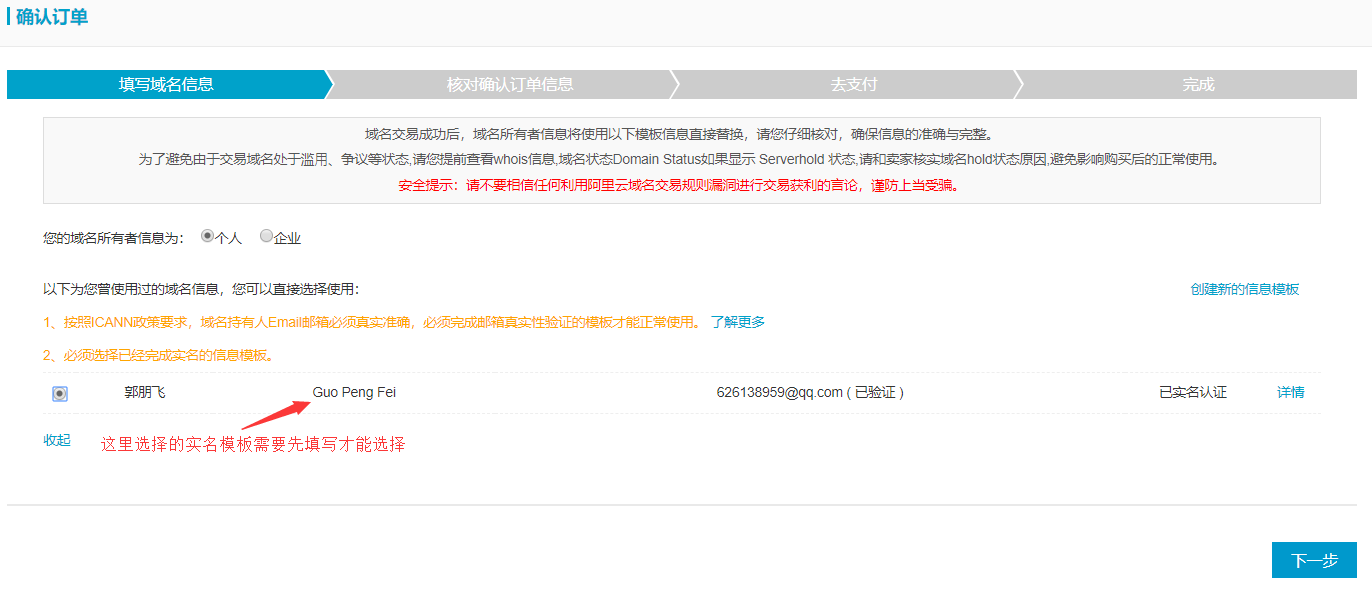 确认订单
填写域名信息
核对确认订单信息
去支付
完成
域名交易成功后，域名所有者信息将使用以下模板信息直接替换，请您仔细核对，确保信息的准确与完整。
为了避免由于交易域名处于滥用、争议等状态,请您提前查看whois信息,域名状态Domain Status如果显示 Serverhold 状态,请和卖家核实域名hold状态原因,避免影响购买后的正常使用。
安全提示：请不要相信任何利用阿里云域名交易规则漏洞进行交易获利的言论，谨防上当受骗。
您的域名所有者信息为： 个人 企业
以下为您曾使用过的域名信息，您可以直接选择使用： 创建新的信息模板
1、按照ICANN政策要求，域名持有人Email邮箱必须真实准确，必须完成邮箱真实性验证的模板才能正常使用。 了解更多
2、必须选择已经完成实名的信息模板。
郭朋飞 Guo Peng Fei 626138959@qq.com ( 已验证 ) 已实名认证 详情
收起
这里选择的实名模板需要先填写才能选择
下一步